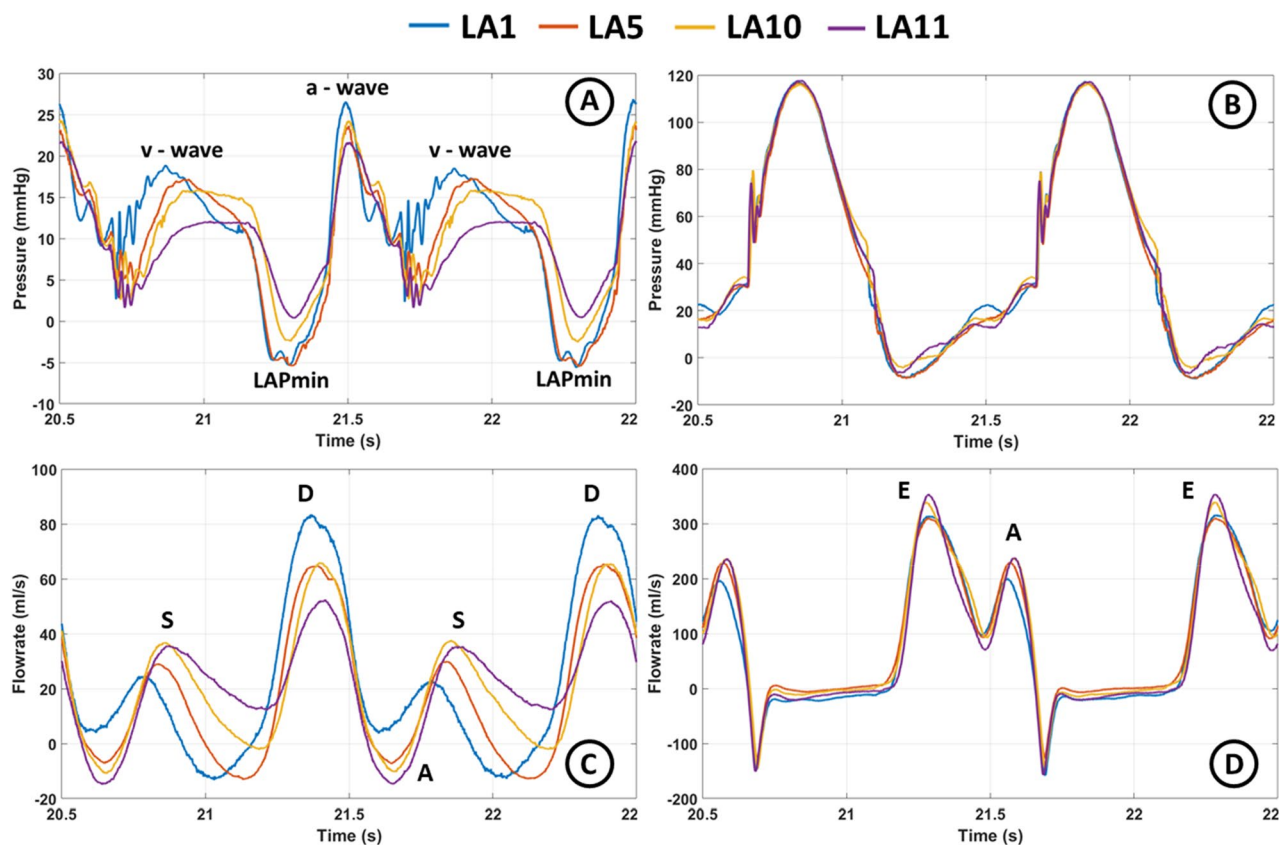 LA1 LA5 LA10 LA11
A
a - wave
v - wave
v - wave
LAPmin
LAPmin
Pressure (mmHg)
30
25
20
15
10
5
0
-5
-10
20.5 21 21.5 22 22
Time (s)
B
Pressure (mmHg)
120
100
80
60
40
20
0
-20
20.5 21 21.5 22 22
Time (s)
C
D
D
S
S
A
Flowrate (ml/s)
100
80
60
40
20
0
-20
20.5 21 21.5 22 22
Time (s)
D
E
E
A
Flowrate (ml/s)
400
300
200
100
0
-100
-200
20.5 21 21.5 22 22
Time (s)